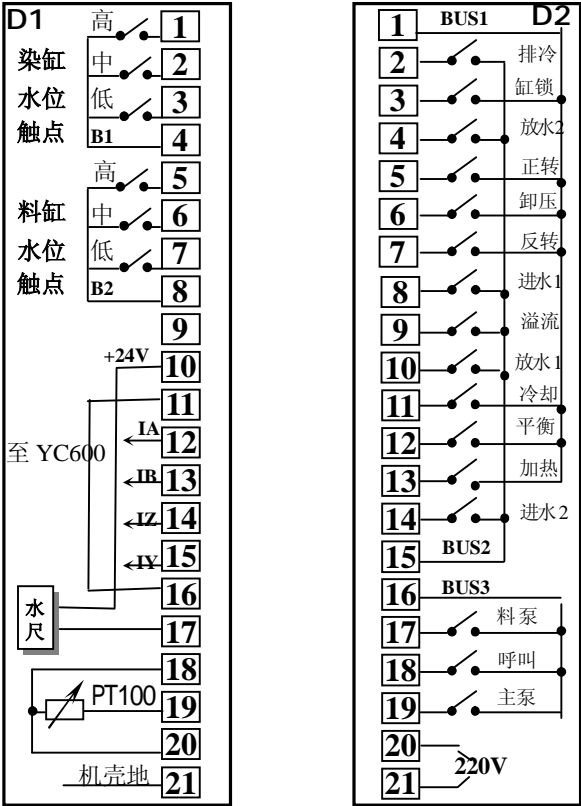 D1
高 1
染缸 中 2
水位 低 3
触点 B1 4
高 5
料缸 中 6
水位 低 7
触点 B2 8
9
+24V 10
11
IA 12
至 YC600
IB 13
IZ 14
IY 15
16
水尺
17
18
PT100 19
20
机壳地 21
D2
1 BUS1
2 排冷
3 缸锁
4 放水2
5 正转
6 卸压
7 反转
8 进水1
9 溢流
10 放水1
11 冷却
12 平衡
13 加热
14 进水2
15 BUS2
16 BUS3
17 料泵
18 呼叫
19 主泵
20
220V
21